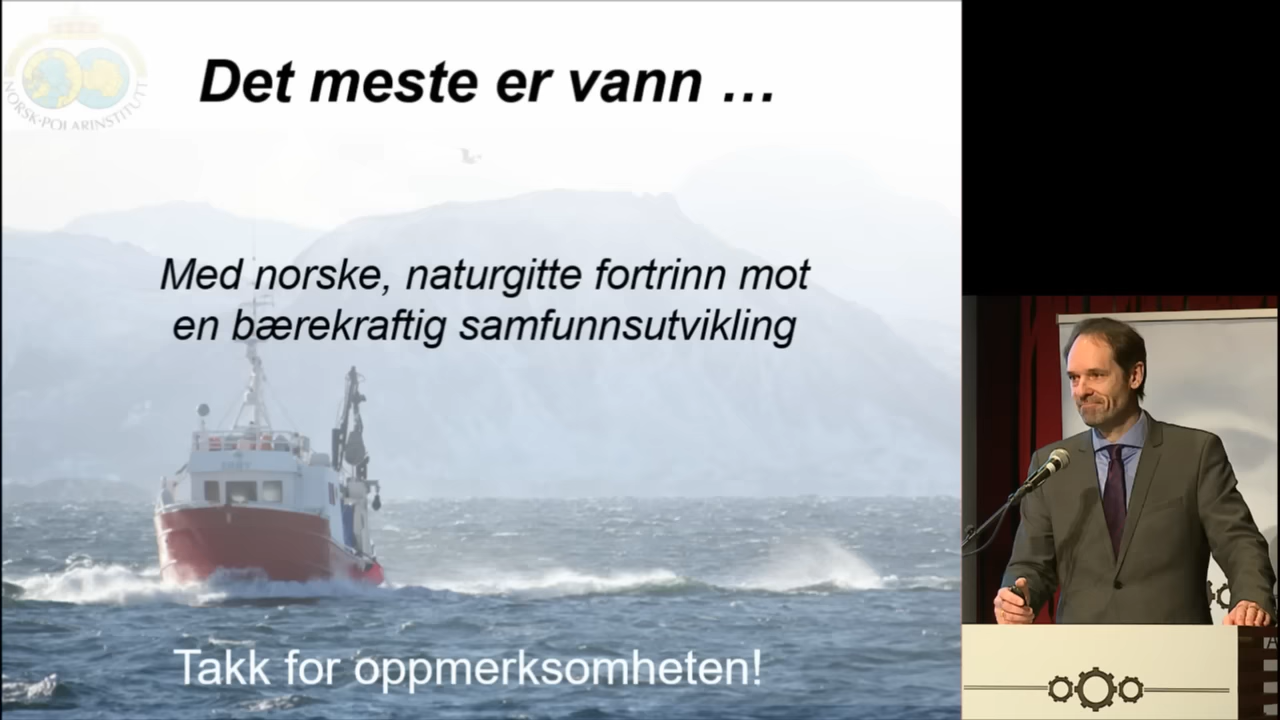 NORSK-POLARINSTITUTT
Det meste er vann …
Med norske, naturgitte fortrinn mot
en bærekraftig samfunnsutvikling
Takk for oppmerksomheten!